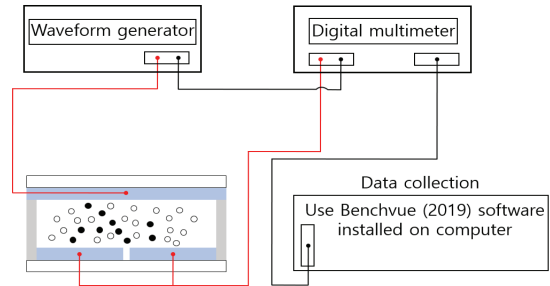 Waveform generator
Digital multimeter
Data collection
Use Benchvue (2019) software
installed on computer